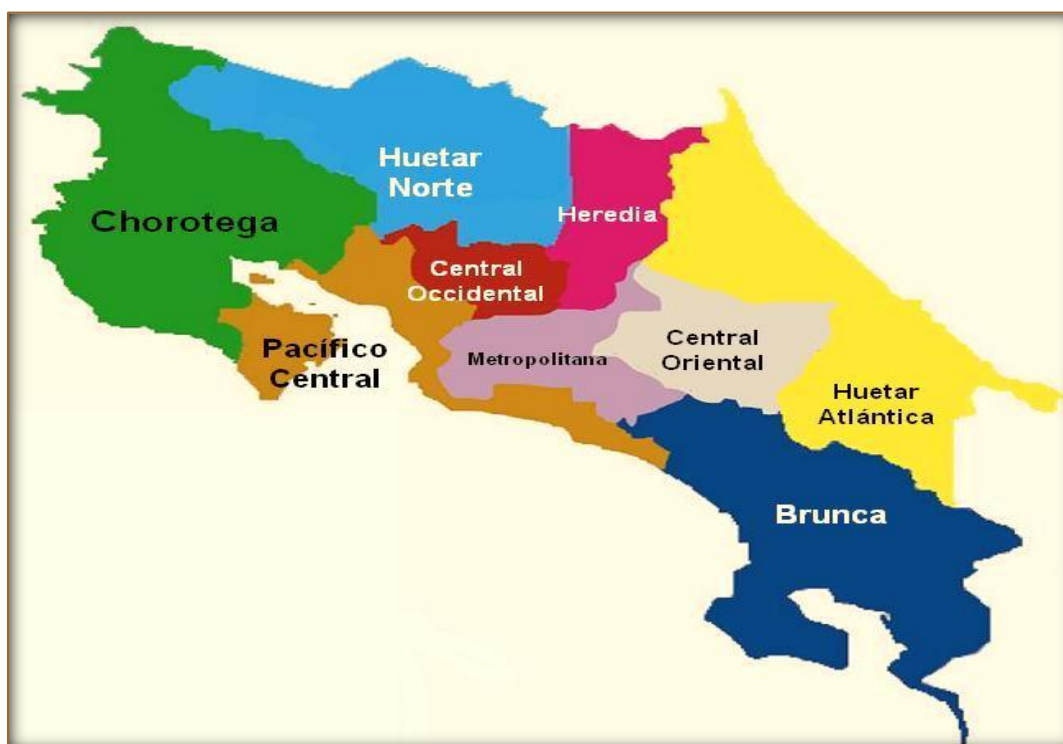 Huetar
Norte
Chorotega
Heredia
Central
Occidental
Pacífico
Central
Metropolitana
Central
Oriental
Huetar
Atlántica
Brunca